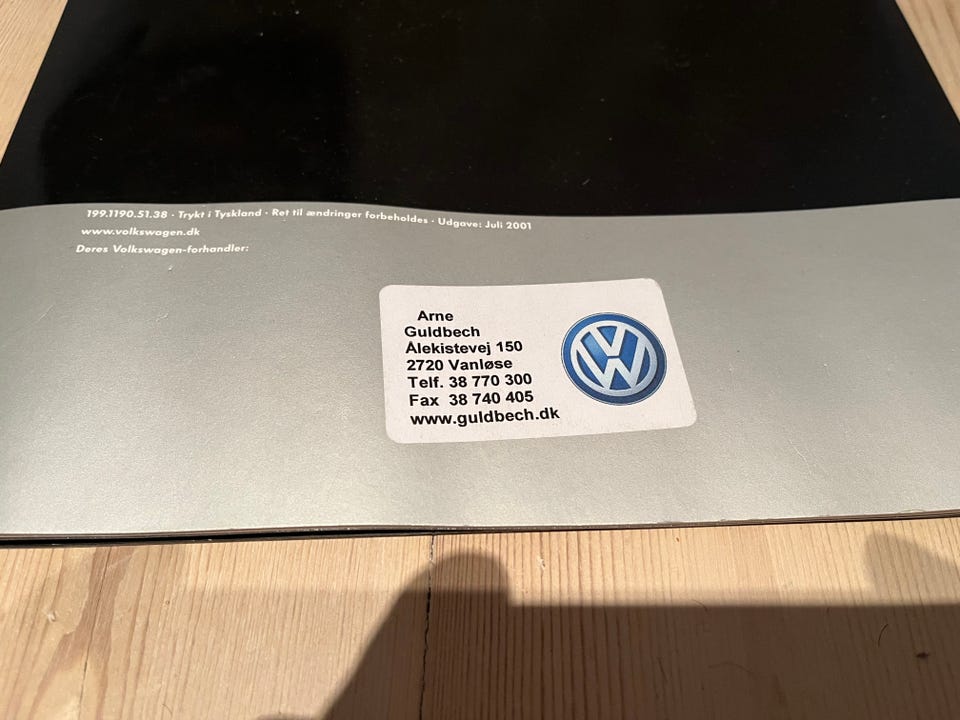 199.1190.51.38 · Trykt i Tyskland · Ret til ændringer forbeholdes · Udgave: Juli 2001
www.volkswagen.dk
Deres Volkswagen-forhandler:
Arne
Guldbech
Ålekistevej 150
2720 Vanløse
Telf. 38 770 300
Fax 38 740 405
www.guldbech.dk
VW